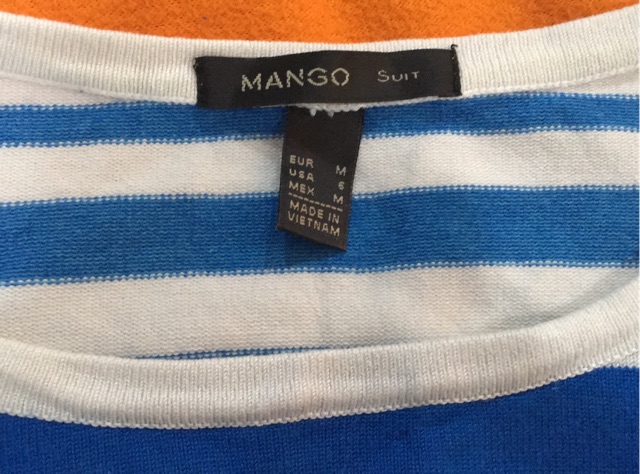 MANGO SUIT
EUR M
USA 6
MEX M
MADE IN
VIETNAM